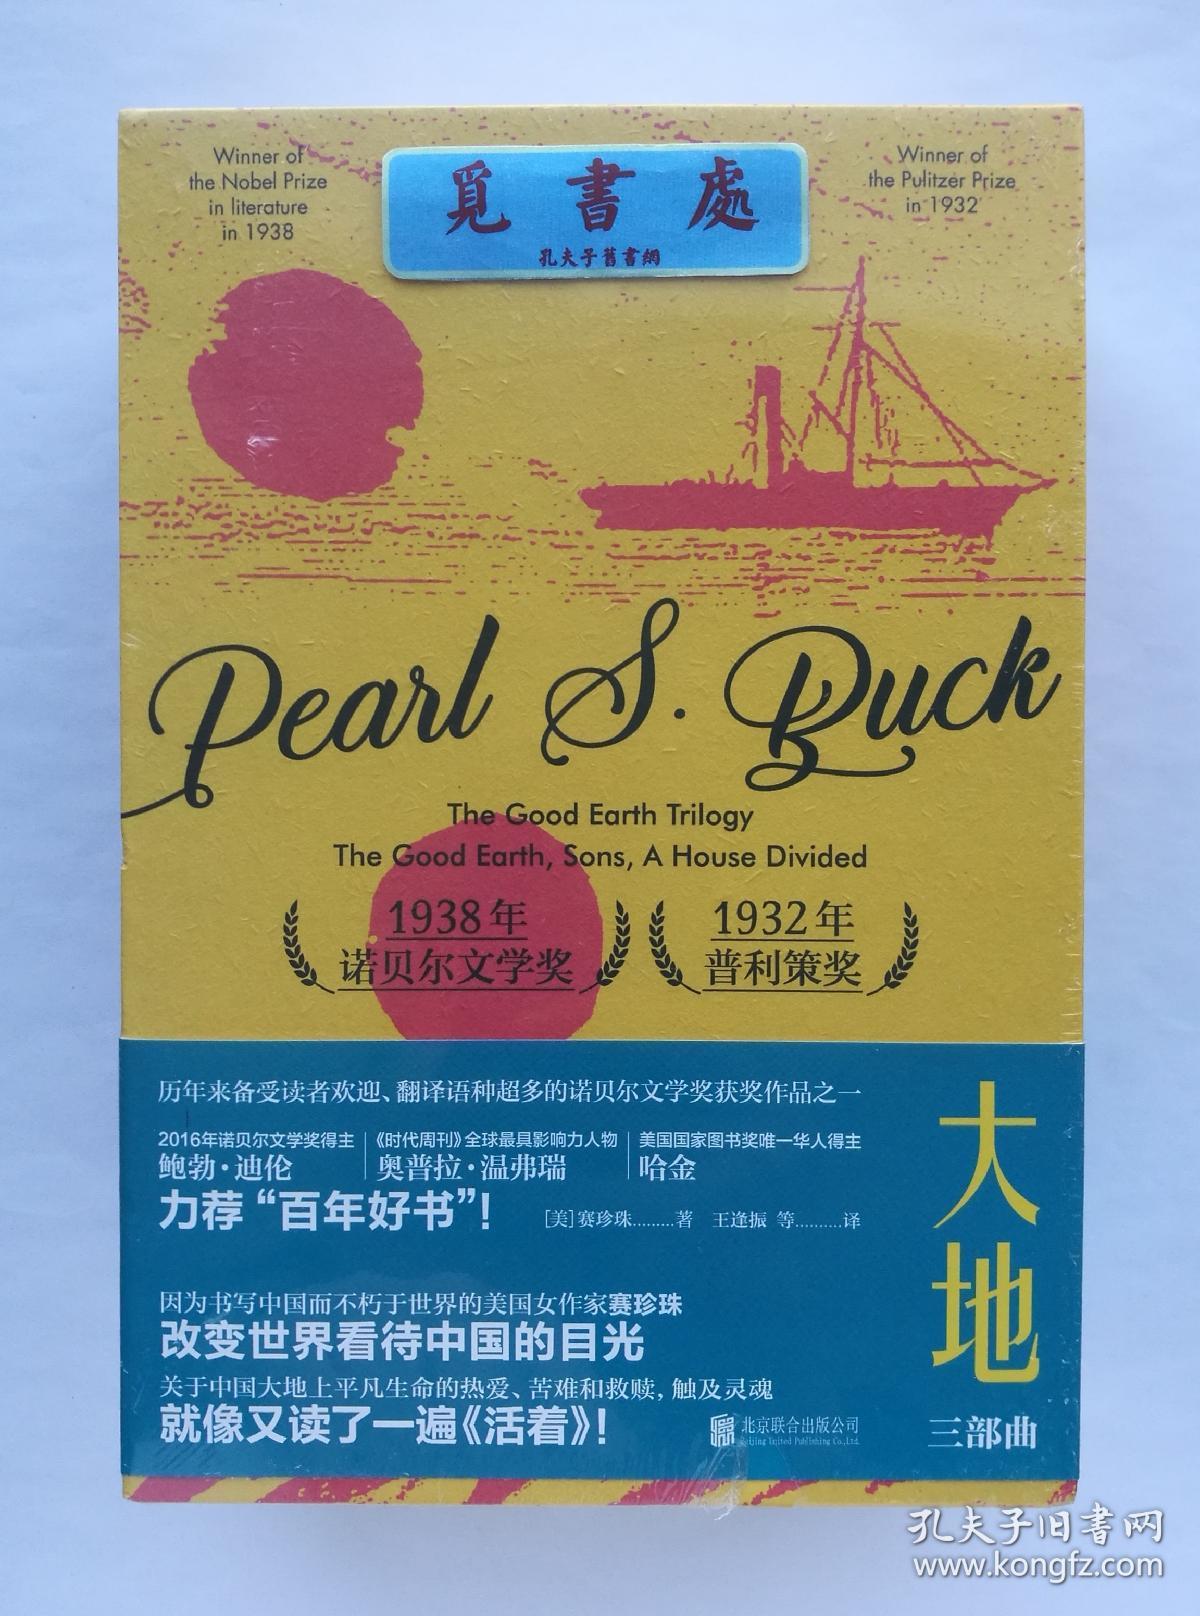 Winner of
the Nobel Prize
in literature
in 1938
覓書處
孔夫子舊書網
Winner of
the Pulitzer Prize
in 1932
Pearl S. Buck
The Good Earth Trilogy
The Good Earth, Sons, A House Divided
1938年
诺贝尔文学奖
1932年
普利策奖
历年来备受读者欢迎、翻译语种超多的诺贝尔文学奖获奖作品之一
2016年诺贝尔文学奖得主
鲍勃·迪伦
《时代周刊》全球最具影响力人物
奥普拉·温弗瑞
美国国家图书奖唯一华人得主
哈金
力荐“百年好书”!
[美]赛珍珠.........著 王逢振 等..........译
因为书写中国而不朽于世界的美国女作家赛珍珠
改变世界看待中国的目光
关于中国大地上平凡生命的热爱、苦难和救赎,触及灵魂
就像又读了一遍《活着》!
北京联合出版公司
Beijing United Publishing Co.,Ltd.
大地
三部曲
孔夫子旧书网
www.kongfz.com